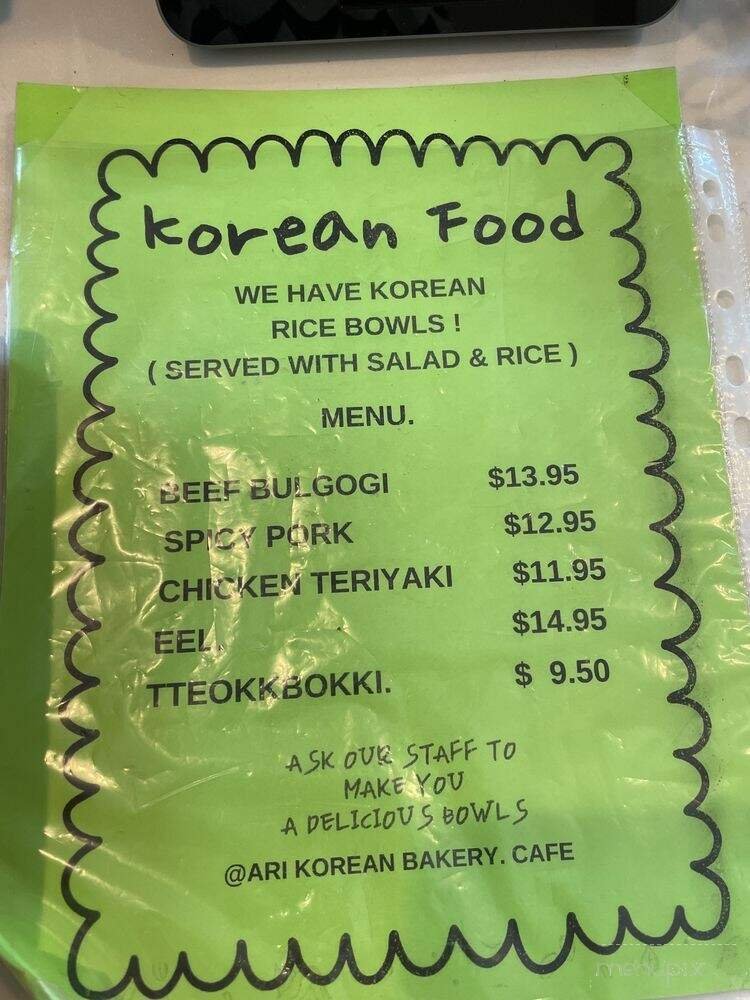 Korean Food
WE HAVE KOREAN
RICE BOWLS !
( SERVED WITH SALAD & RICE )
MENU.
BEEF BULGOGI $13.95
SPICY PORK $12.95
CHICKEN TERIYAKI $11.95
EEL. $14.95
TTEOKKBOKKI. $ 9.50
ASK OUR STAFF TO
MAKE YOU
A DELICIOUS BOWLS
@ARI KOREAN BAKERY. CAFE
menupix